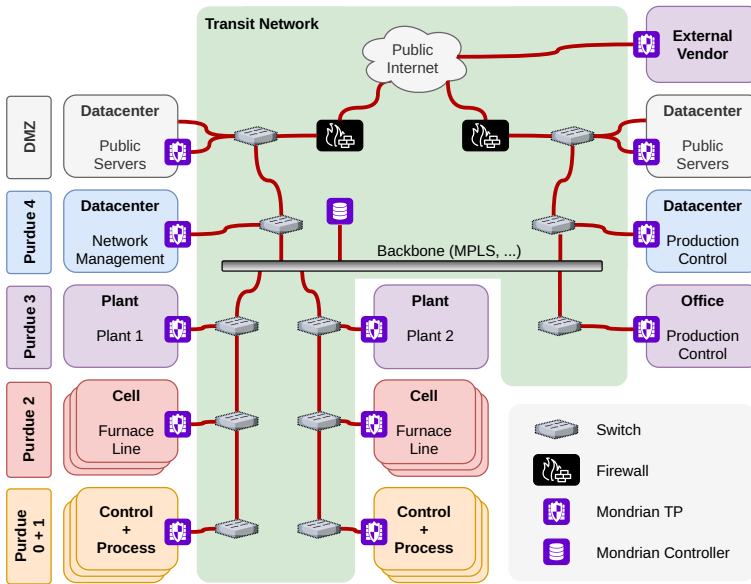 Transit Network
Public
Internet
External
Vendor
DMZ
Datacenter
Public
Servers
Datacenter
Public
Servers
Purdue 4
Datacenter
Network
Management
Datacenter
Production
Control
Backbone (MPLS, ...)
Purdue 3
Plant
Plant 1
Plant
Plant 2
Office
Production
Control
Purdue 2
Cell
Furnace
Line
Cell
Furnace
Line
Purdue
0 + 1
Control
+
Process
Control
+
Process
Switch
Firewall
Mondrian TP
Mondrian Controller